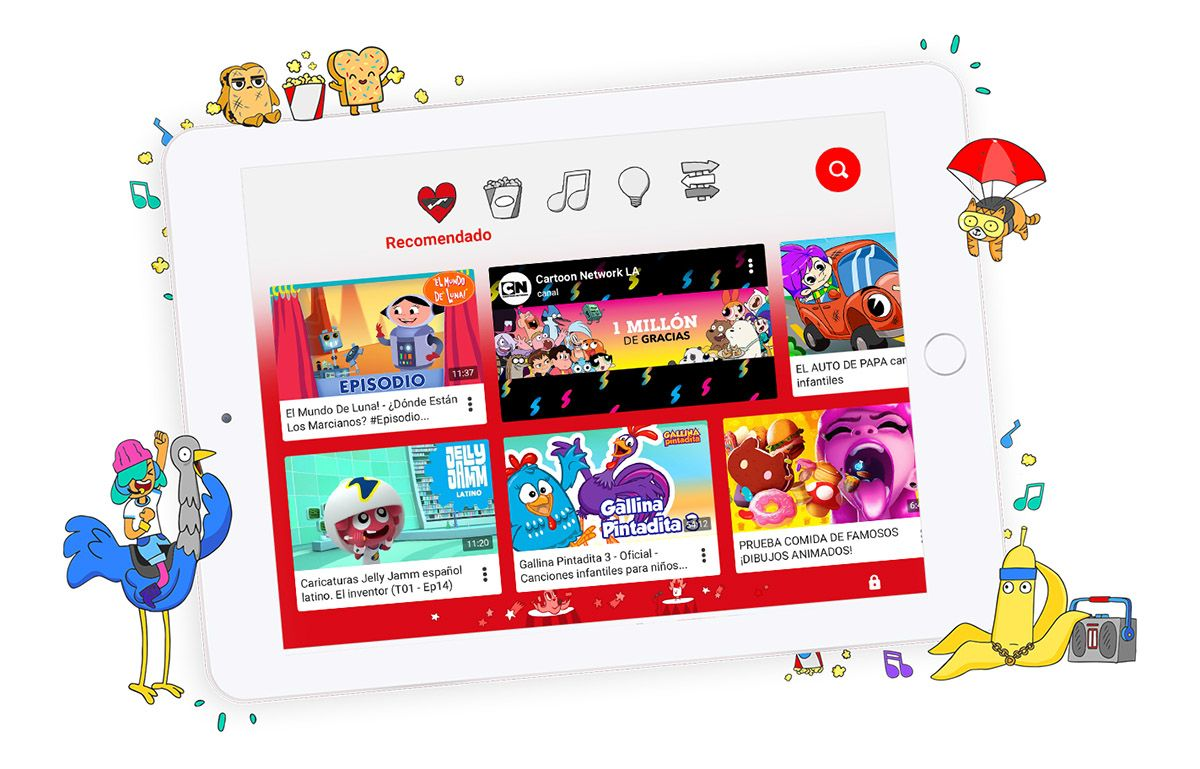 Recomendado
EL MUNDO
DE LUNA!
EPISODIO
11:37
El Mundo De Luna! - ¿Dónde Están
Los Marcianos? #Episodio...
CN
Cartoon Network LA
canal
1 MILLÓN
DE GRACIAS
EL AUTO DE PAPA can
infantiles
JELLY
JAMM
LATINO
11:20
Caricaturas Jelly Jamm español
latino. El inventor (T01 - Ep14)
GALLINA
pintadita
Gallina
Pintadita 3
Gallina Pintadita 3 - Oficial -
Canciones infantiles para niños...
PRUEBA COMIDA DE FAMOSOS
¡DIBUJOS ANIMADOS!